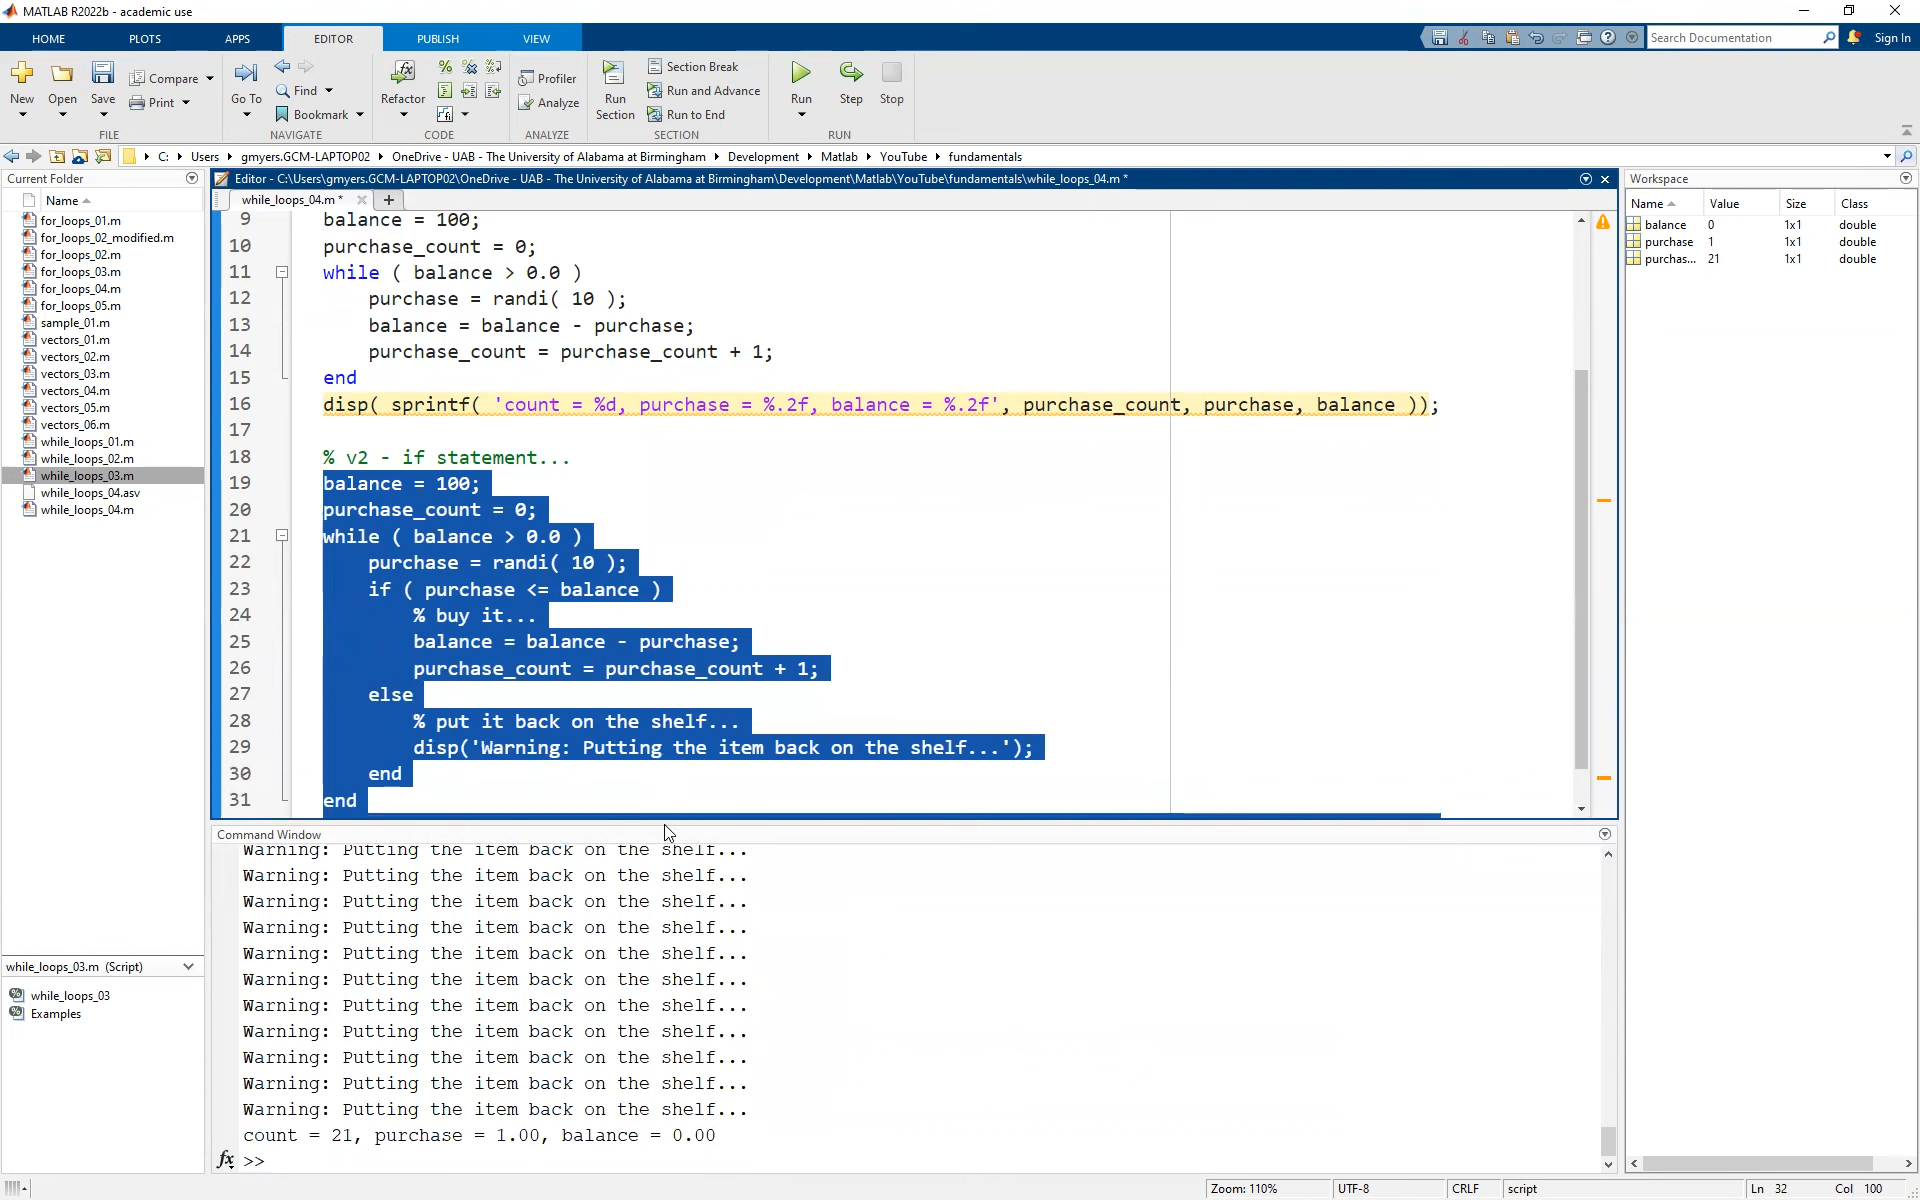 MATLAB R2022b - academic use
HOME PLOTS APPS EDITOR PUBLISH VIEW Search Documentation Sign In
New Open Save Compare Print Go To Find Bookmark Refactor Profiler Analyze Run Section Section Break Run and Advance Run to End Run Step Stop
FILE NAVIGATE CODE ANALYZE SECTION RUN
C: Users gmyers.GCM-LAPTOP02 OneDrive - UAB - The University of Alabama at Birmingham Development Matlab YouTube fundamentals
Current Folder
Name
for_loops_01.m
for_loops_02_modified.m
for_loops_02.m
for_loops_03.m
for_loops_04.m
for_loops_05.m
sample_01.m
vectors_01.m
vectors_02.m
vectors_03.m
vectors_04.m
vectors_05.m
vectors_06.m
while_loops_01.m
while_loops_02.m
while_loops_03.m
while_loops_04.asv
while_loops_04.m
while_loops_03.m (Script)
while_loops_03
Examples
Editor - C:\Users\gmyers.GCM-LAPTOP02\OneDrive - UAB - The University of Alabama at Birmingham\Development\Matlab\YouTube\fundamentals\while_loops_04.m *
while_loops_04.m *
9 balance = 100;
10 purchase_count = 0;
11 while ( balance > 0.0 )
12 purchase = randi( 10 );
13 balance = balance - purchase;
14 purchase_count = purchase_count + 1;
15 end
16 disp( sprintf( 'count = %d, purchase = %.2f, balance = %.2f', purchase_count, purchase, balance ));
17
18 % v2 - if statement...
19 balance = 100;
20 purchase_count = 0;
21 while ( balance > 0.0 )
22 purchase = randi( 10 );
23 if ( purchase <= balance )
24 % buy it...
25 balance = balance - purchase;
26 purchase_count = purchase_count + 1;
27 else
28 % put it back on the shelf...
29 disp('Warning: Putting the item back on the shelf...');
30 end
31 end
Command Window
Warning: Putting the item back on the shelf...
Warning: Putting the item back on the shelf...
Warning: Putting the item back on the shelf...
Warning: Putting the item back on the shelf...
Warning: Putting the item back on the shelf...
Warning: Putting the item back on the shelf...
Warning: Putting the item back on the shelf...
Warning: Putting the item back on the shelf...
Warning: Putting the item back on the shelf...
Warning: Putting the item back on the shelf...
Warning: Putting the item back on the shelf...
count = 21, purchase = 1.00, balance = 0.00
fx >>
Workspace
Name Value Size Class
balance 0 1x1 double
purchase 1 1x1 double
purchas... 21 1x1 double
Zoom: 110% UTF-8 CRLF script Ln 32 Col 100